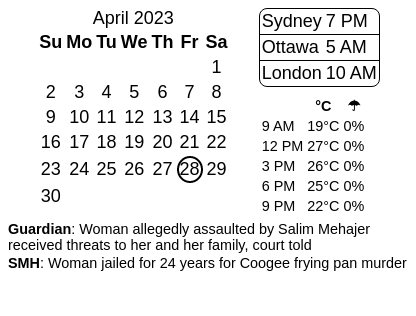 April 2023
Su Mo Tu We Th Fr Sa
1
2 3 4 5 6 7 8
9 10 11 12 13 14 15
16 17 18 19 20 21 22
23 24 25 26 27 28 29
30
Sydney 7 PM
Ottawa 5 AM
London 10 AM
°C ☂
9 AM 19°C 0%
12 PM 27°C 0%
3 PM 26°C 0%
6 PM 25°C 0%
9 PM 22°C 0%
Guardian: Woman allegedly assaulted by Salim Mehajer
received threats to her and her family, court told
SMH: Woman jailed for 24 years for Coogee frying pan murder